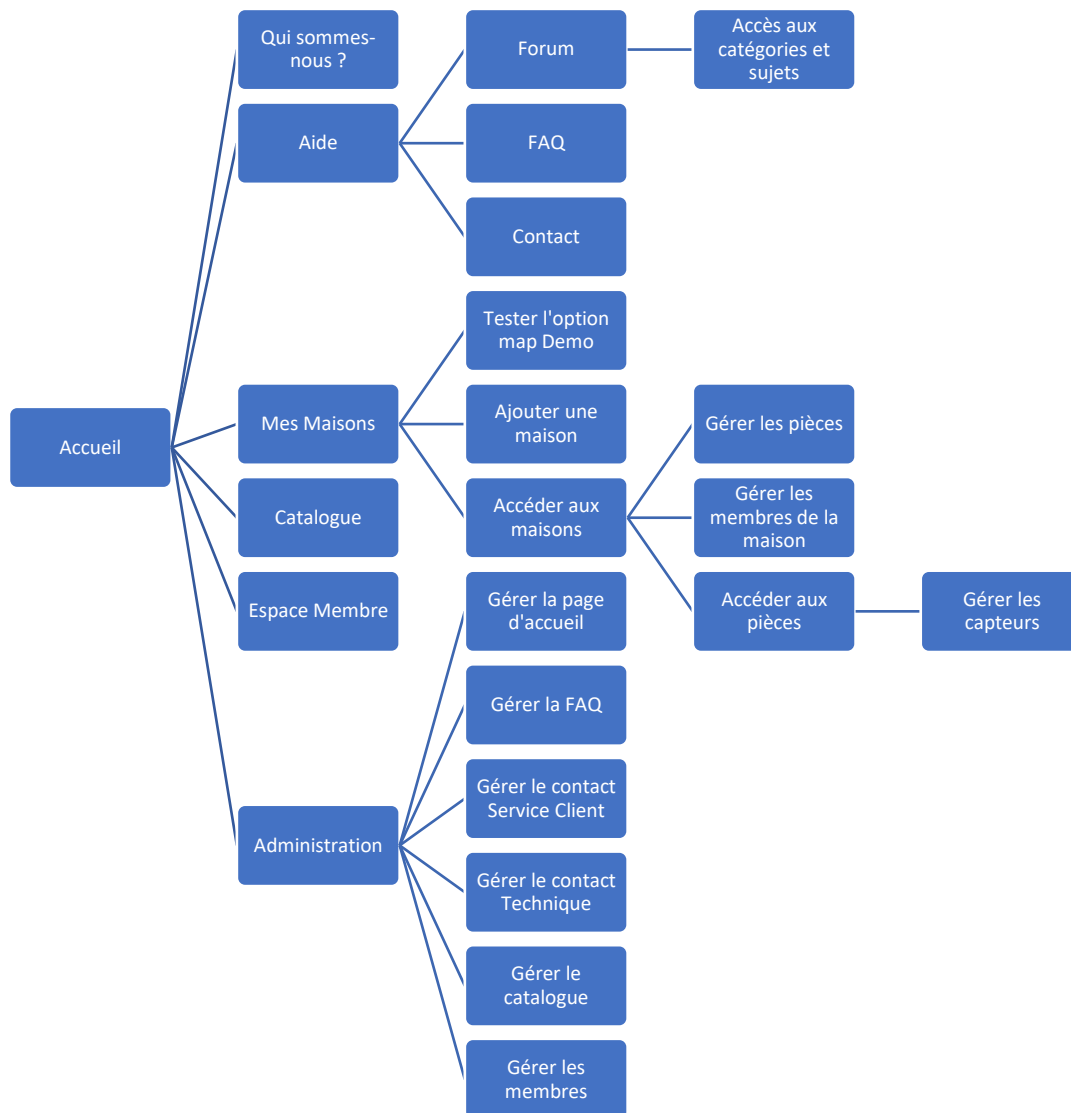 Qui sommes-
nous ?
Forum
Accès aux
catégories et
sujets
Aide
FAQ
Contact
Tester l'option
map Demo
Accueil
Mes Maisons
Ajouter une
maison
Gérer les pièces
Catalogue
Accéder aux
maisons
Gérer les
membres de la
maison
Espace Membre
Gérer la page
d'accueil
Accéder aux
pièces
Gérer les
capteurs
Gérer la FAQ
Administration
Gérer le contact
Service Client
Gérer le contact
Technique
Gérer le
catalogue
Gérer les
membres